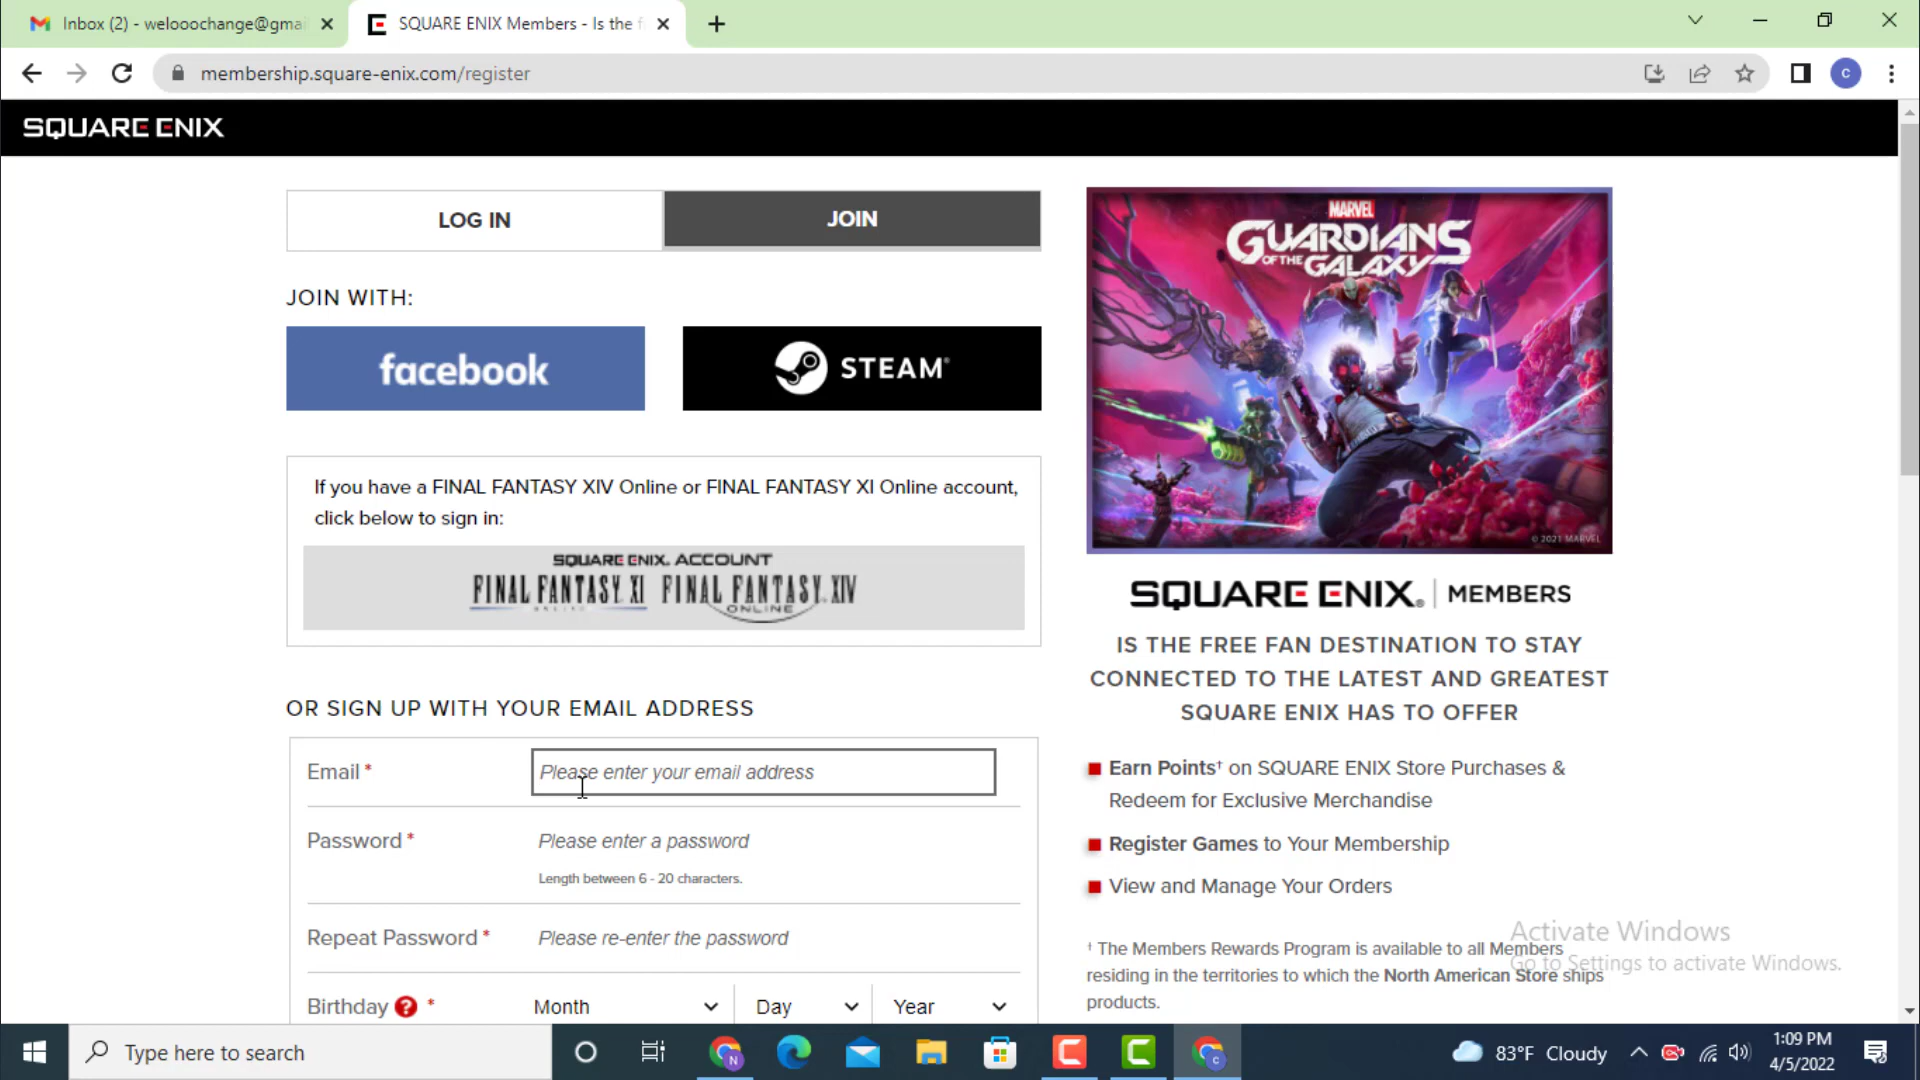 Inbox (2) - welooochange@gmai
SQUARE ENIX Members - Is the f
membership.square-enix.com/register
C
SQUARE ENIX
LOG IN
JOIN
JOIN WITH:
facebook
STEAM®
If you have a FINAL FANTASY XIV Online or FINAL FANTASY XI Online account,
click below to sign in:
SQUARE ENIX. ACCOUNT
FINAL FANTASY XI FINAL FANTASY XIV
ONLINE ONLINE
OR SIGN UP WITH YOUR EMAIL ADDRESS
Email *
Please enter your email address
Password *
Please enter a password
Length between 6 - 20 characters.
Repeat Password *
Please re-enter the password
Birthday ? *
Month
Day
Year
MARVEL
GUARDIANS
OF THE GALAXY
© 2021 MARVEL
SQUARE ENIX® | MEMBERS
IS THE FREE FAN DESTINATION TO STAY
CONNECTED TO THE LATEST AND GREATEST
SQUARE ENIX HAS TO OFFER
Earn Points† on SQUARE ENIX Store Purchases &
Redeem for Exclusive Merchandise
Register Games to Your Membership
View and Manage Your Orders
† The Members Rewards Program is available to all Members
residing in the territories to which the North American Store ships
products.
Activate Windows
Go to Settings to activate Windows.
Type here to search
N
C
83°F Cloudy
1:09 PM
4/5/2022